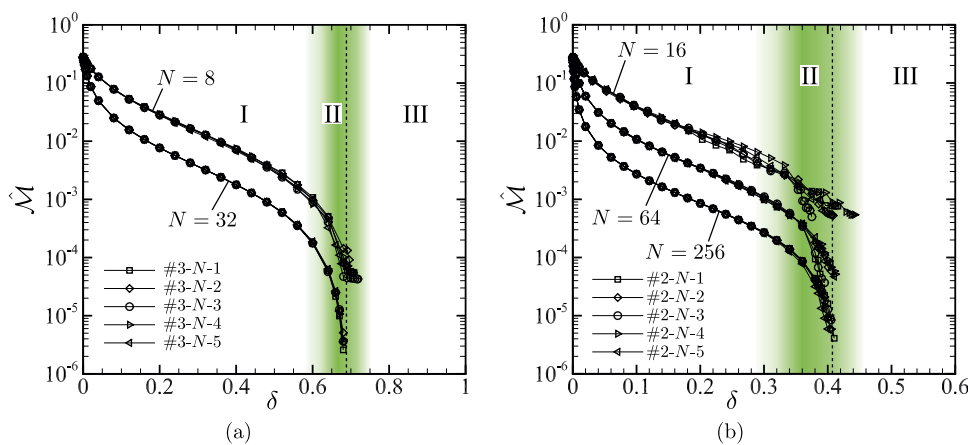 10^0
10^-1
10^-2
10^-3
10^-4
10^-5
10^-6
\hat{M}
N = 8
I
II
III
N = 32
#3-N-1
#3-N-2
#3-N-3
#3-N-4
#3-N-5
0 0.2 0.4 0.6 0.8 1
δ
(a)
10^0
10^-1
10^-2
10^-3
10^-4
10^-5
10^-6
\hat{M}
N = 16
I
II
III
N = 64
N = 256
#2-N-1
#2-N-2
#2-N-3
#2-N-4
#2-N-5
0 0.1 0.2 0.3 0.4 0.5 0.6
δ
(b)